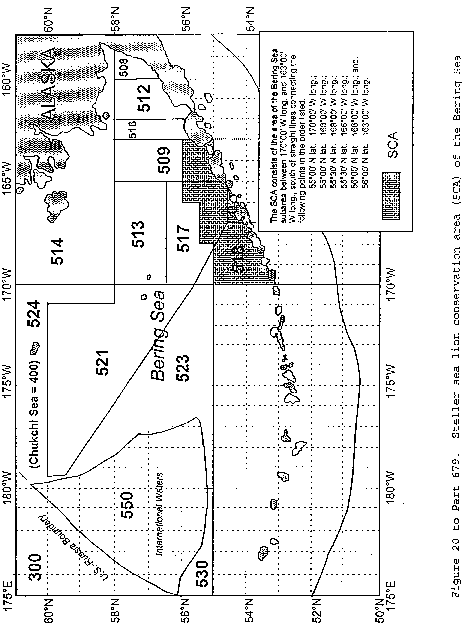 175°E
180°W
175°W
170°W
165°W
160°W
60°N
58°N
56°N
54°N
52°N
50°N
60°N
58°N
56°N
54°N
300
U.S.-Russia Boundary
550
International Waters
530
(Chukchi Sea = 400)
524
521
Bering Sea
523
514
513
517
509
516
512
508
ALASKA
The SCA consists of the area of the Bering Sea
subarea between 170°00' W long. and 163°00'
W long., south of straight lines connecting the
following points in the order listed:
55°00' N lat. 170°00' W long.;
55°00' N lat. 168°00' W long.;
55°30' N lat. 168°00' W long.;
55°30' N lat. 166°00' W long.;
56°00' N lat. 166°00' W long.; and,
56°00' N lat. 163°00' W long.
SCA
Figure 20 to Part 679. Steller sea lion conservation area (SCA) of the Bering Sea